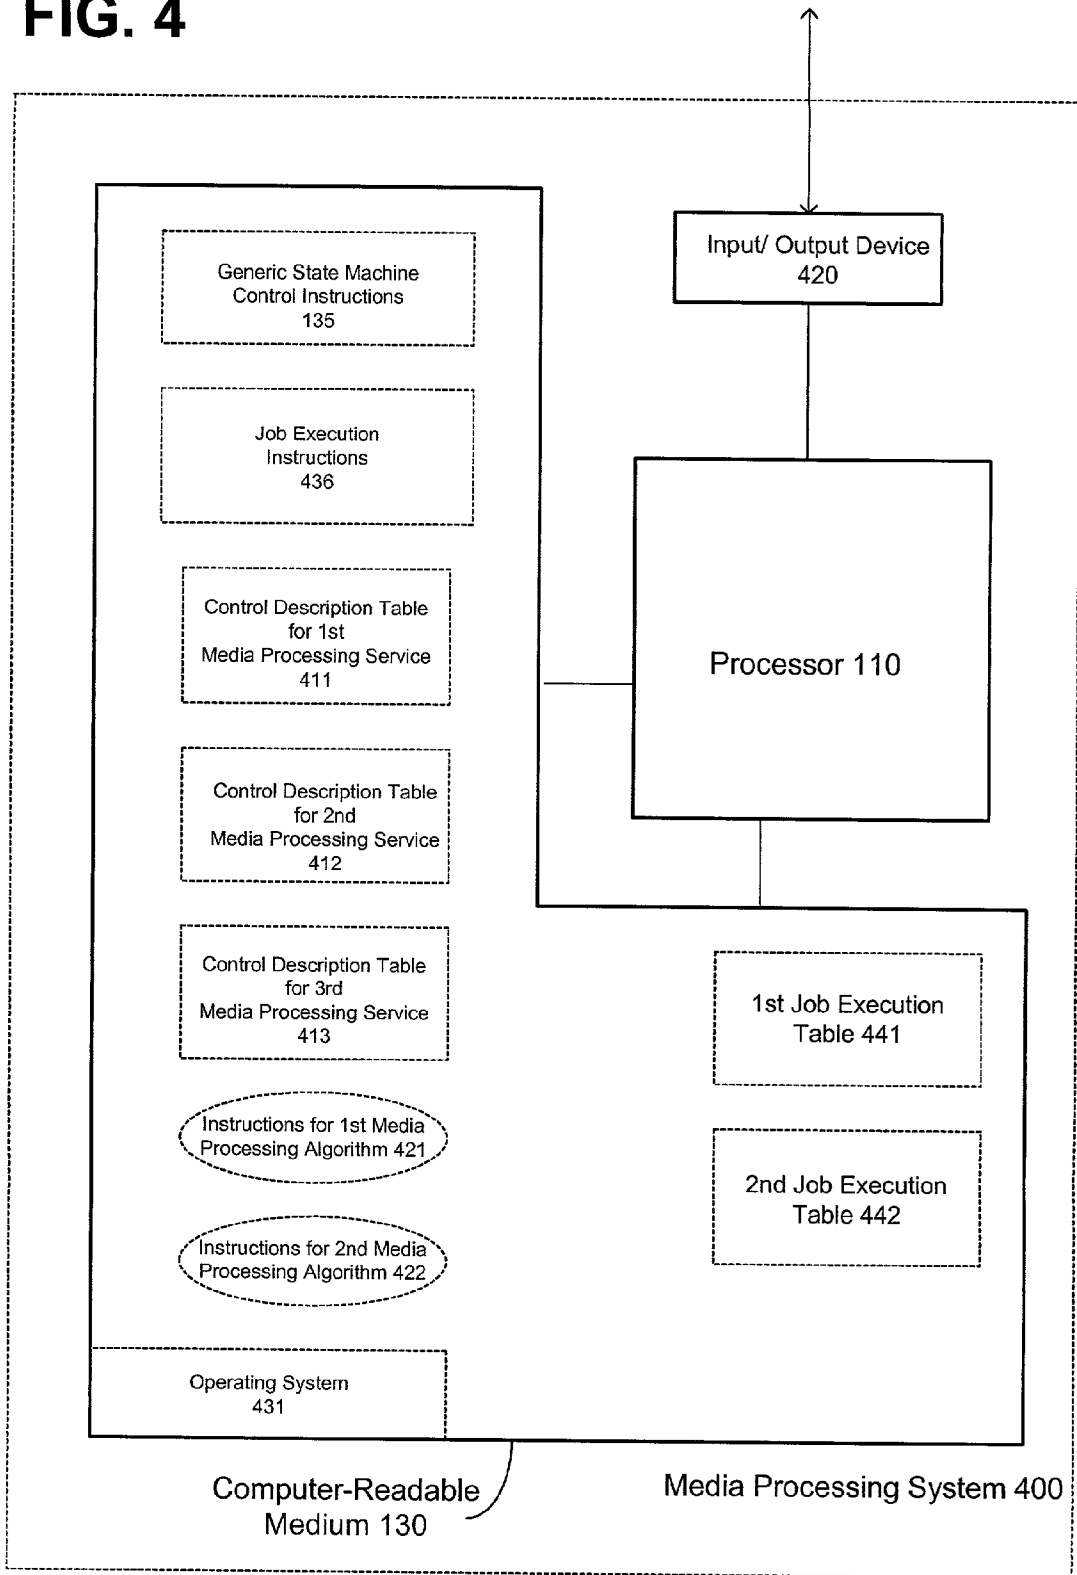 FIG. 4
Generic State Machine
Control Instructions
135
Job Execution
Instructions
436
Control Description Table
for 1st
Media Processing Service
411
Control Description Table
for 2nd
Media Processing Service
412
Control Description Table
for 3rd
Media Processing Service
413
Instructions for 1st Media
Processing Algorithm 421
Instructions for 2nd Media
Processing Algorithm 422
Operating System
431
Input/ Output Device
420
Processor 110
1st Job Execution
Table 441
2nd Job Execution
Table 442
Computer-Readable
Medium 130
Media Processing System 400